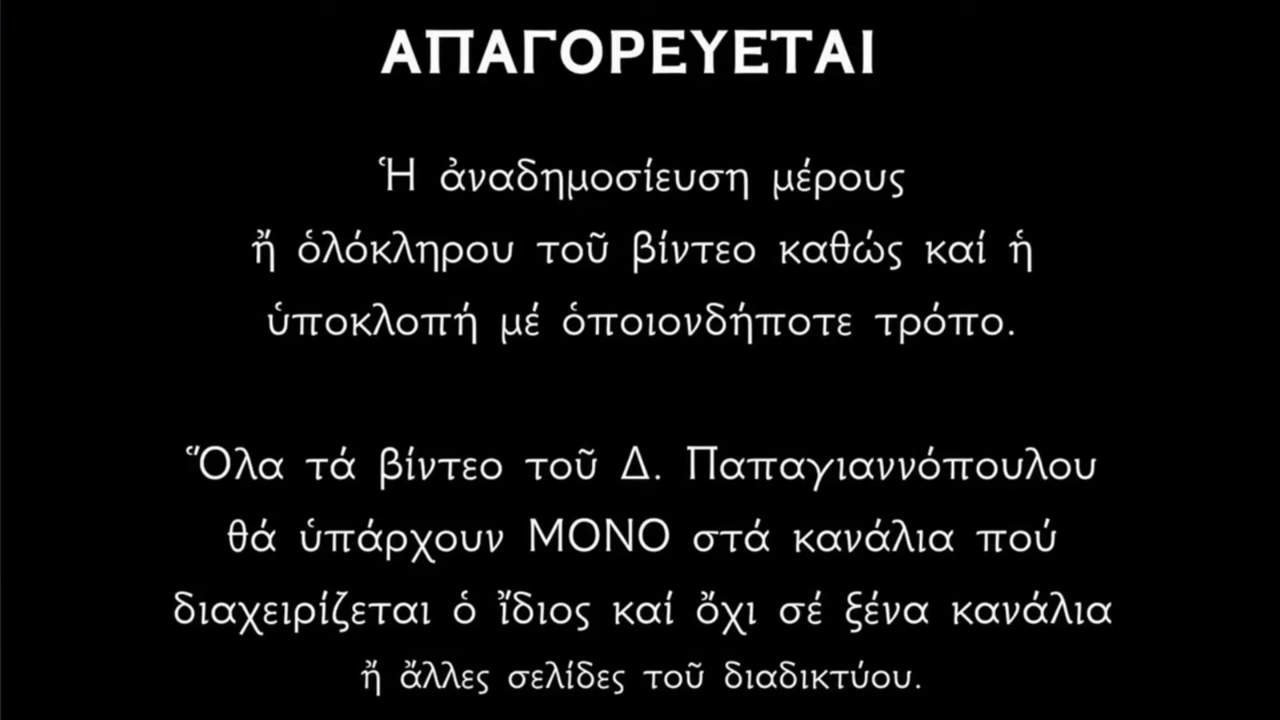 ΑΠΑΓΟΡΕΥΕΤΑΙ
Ἡ ἀναδημοσίευση μέρους
ἤ ὁλόκληρου τοῦ βίντεο καθώς καί ἡ
ὑποκλοπή μέ ὁποιονδήποτε τρόπο.
Ὅλα τά βίντεο τοῦ Δ. Παπαγιαννόπουλου
θά ὑπάρχουν ΜΟΝΟ στά κανάλια πού
διαχειρίζεται ὁ ἴδιος καί ὄχι σέ ξένα κανάλια
ἤ ἄλλες σελίδες τοῦ διαδικτύου.